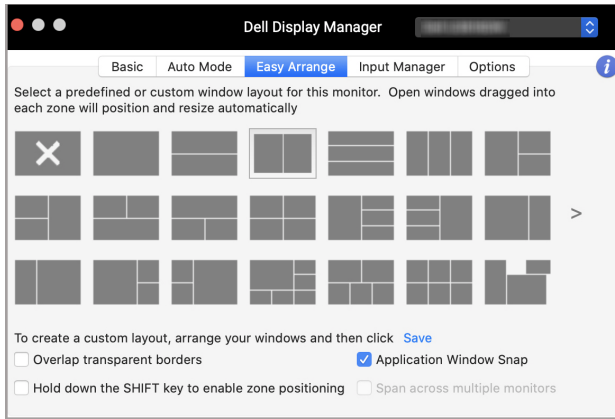 Dell Display Manager
Basic Auto Mode Easy Arrange Input Manager Options
Select a predefined or custom window layout for this monitor. Open windows dragged into
each zone will position and resize automatically
>
To create a custom layout, arrange your windows and then click Save
Overlap transparent borders
Application Window Snap
Hold down the SHIFT key to enable zone positioning
Span across multiple monitors